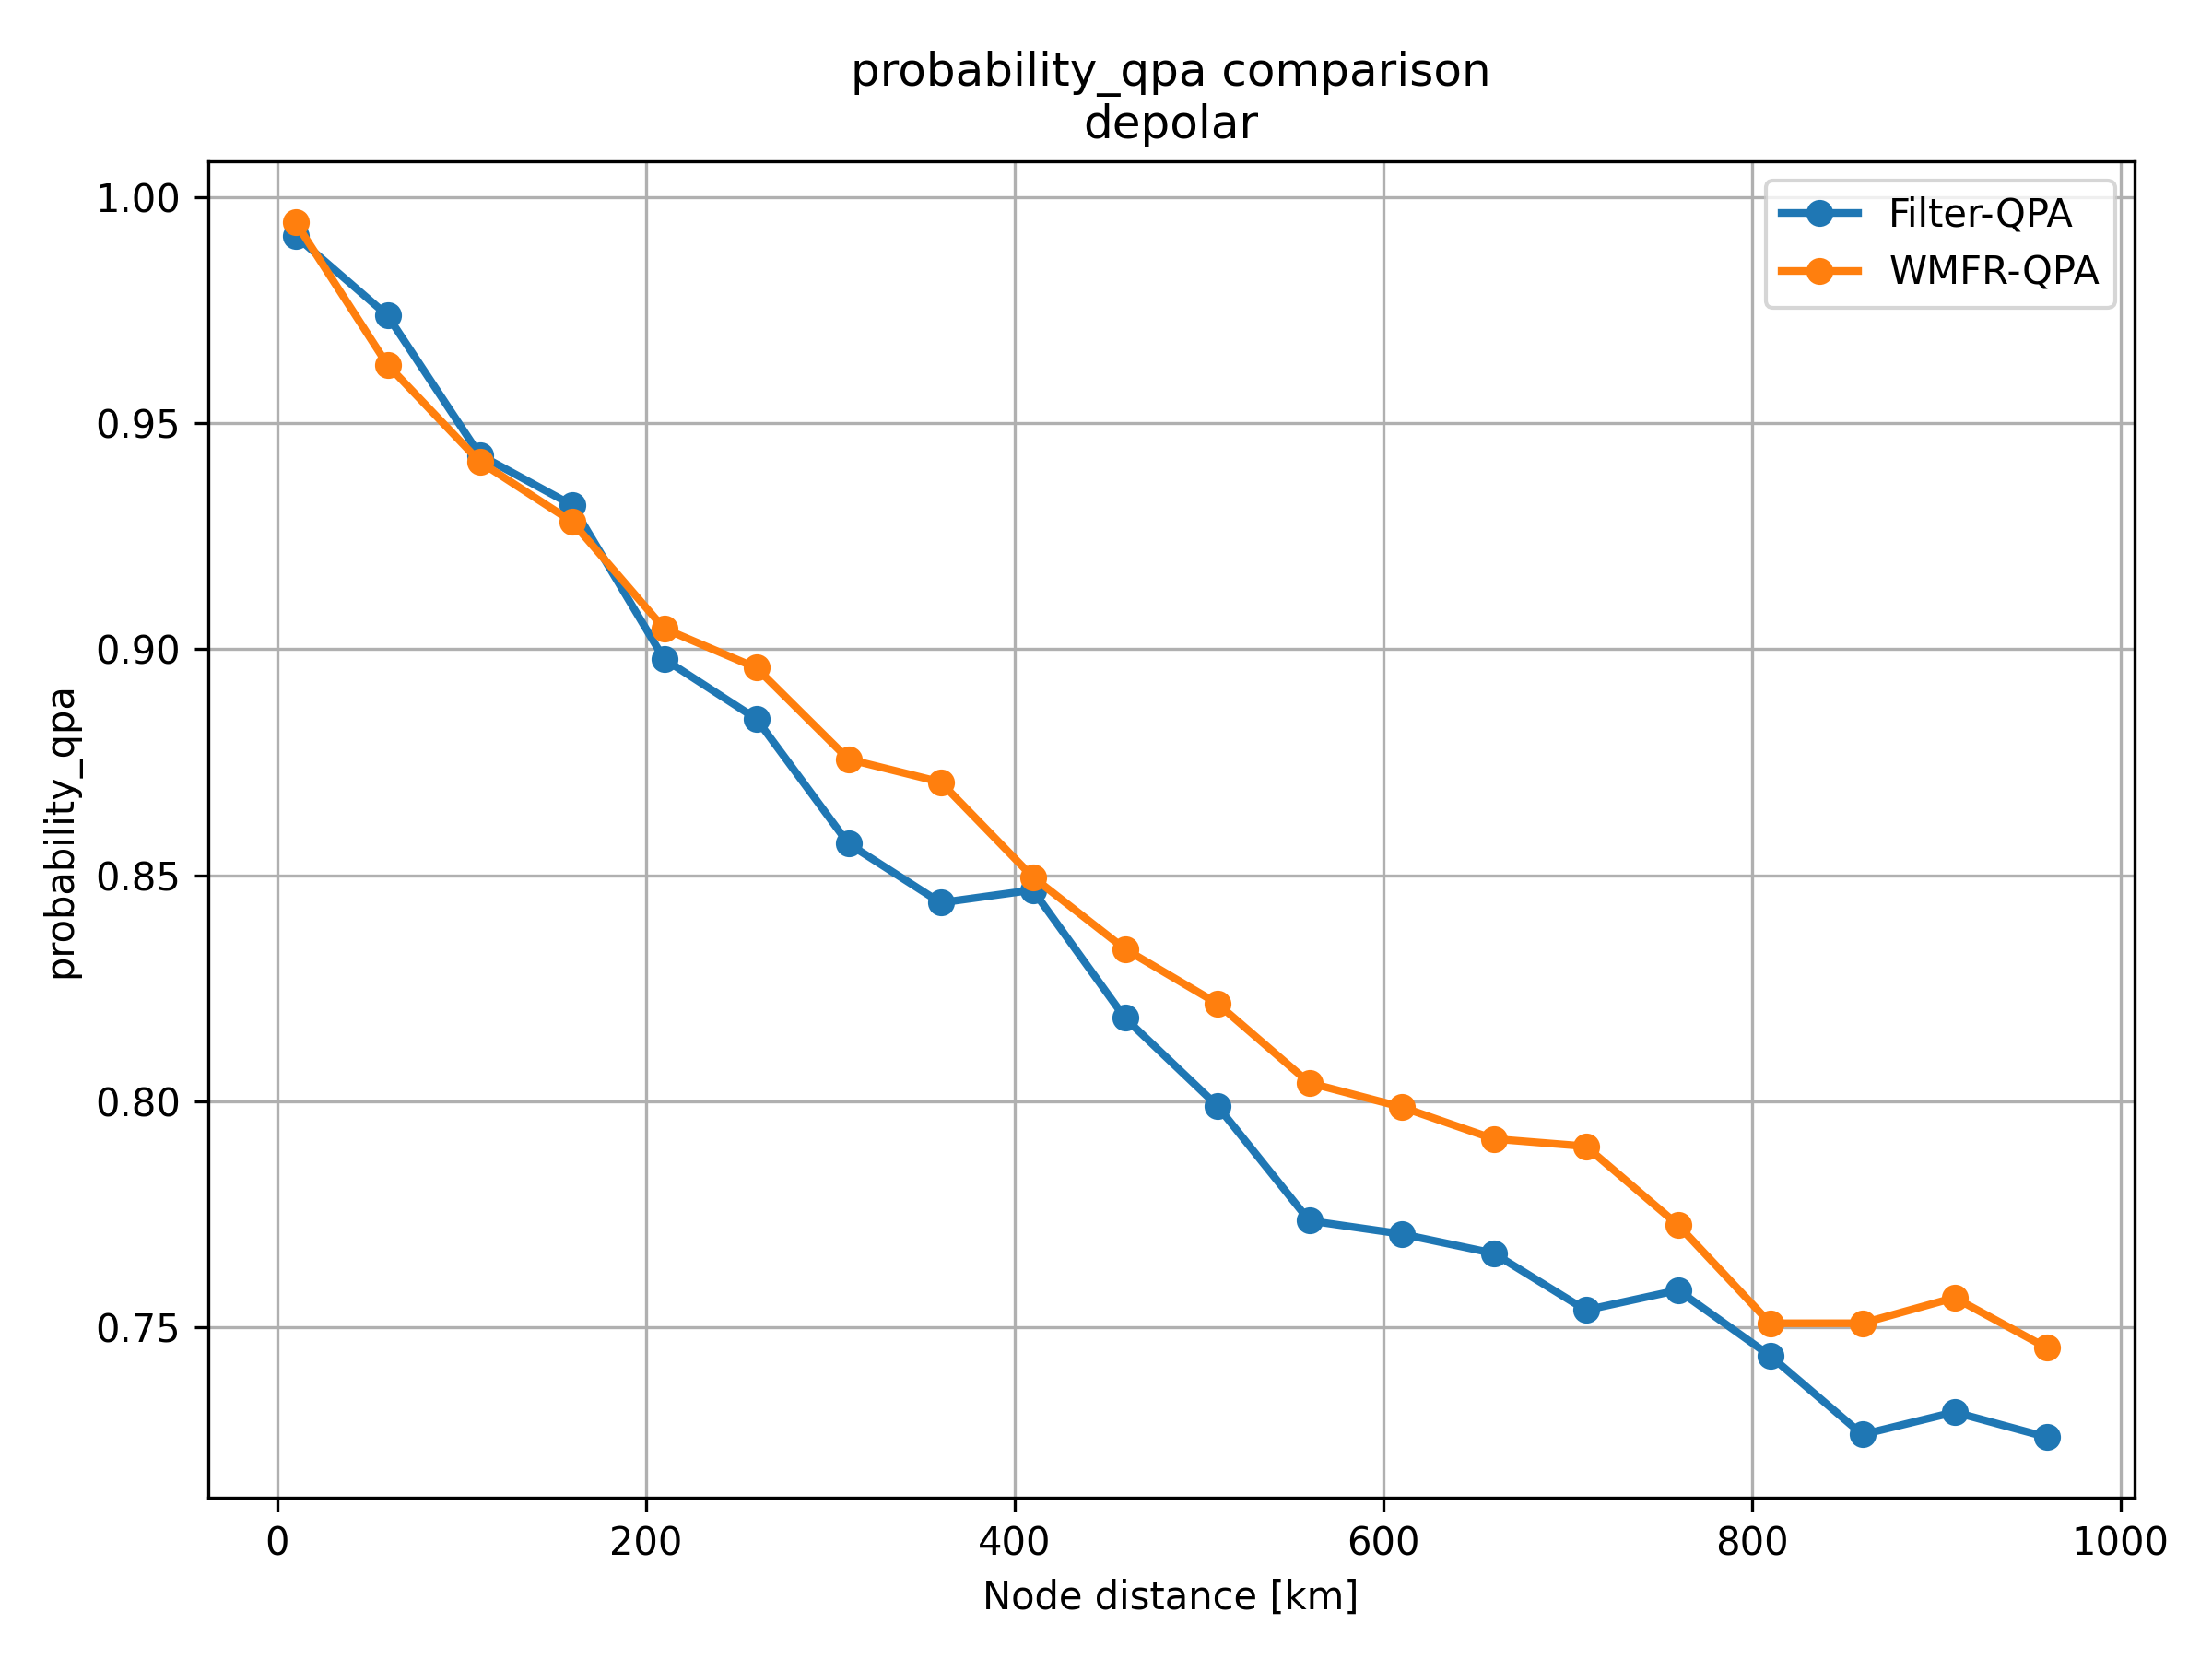 probability_qpa comparison
depolar
Filter-QPA
WMFR-QPA
probability_qpa
1.00
0.95
0.90
0.85
0.80
0.75
0 200 400 600 800 1000
Node distance [km]